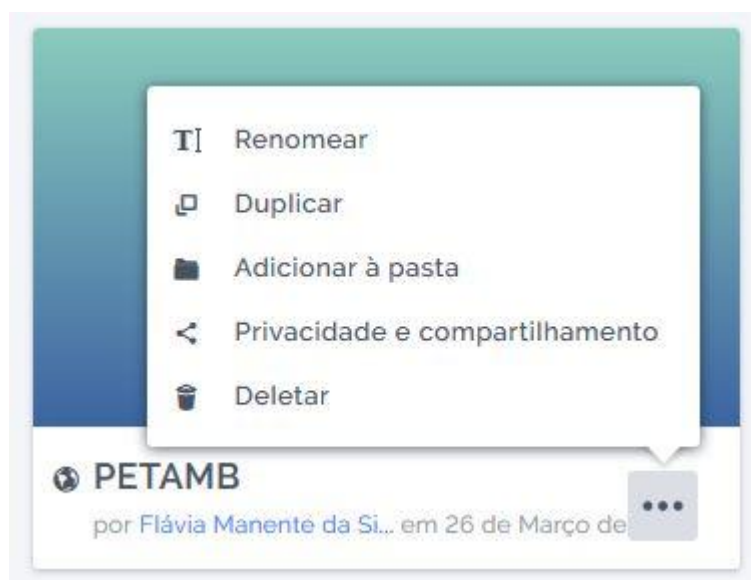 Renomear
Duplicar
Adicionar à pasta
Privacidade e compartilhamento
Deletar
PETAMB
por Flávia Manente da Si... em 26 de Março de